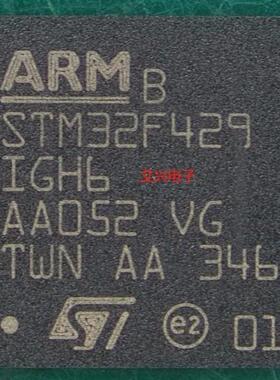 ARM B
STM32F429
IGH6
AA052 VG
TWN AA 346
ST e2 01